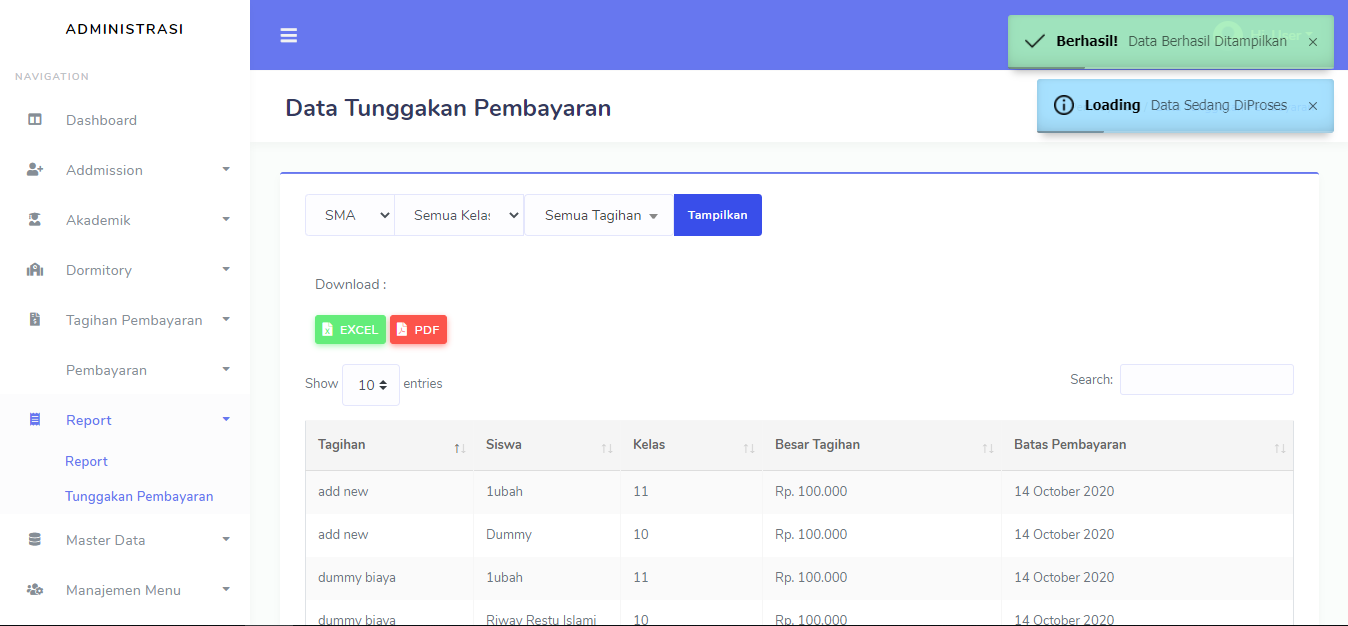 ADMINISTRASI
NAVIGATION
Dashboard
Addmission
Akademik
Dormitory
Tagihan Pembayaran
Pembayaran
Report
Report
Tunggakan Pembayaran
Master Data
Manajemen Menu
Berhasil! Data Berhasil Ditampilkan ×
Loading Data Sedang DiProses ×
Data Tunggakan Pembayaran
SMA Semua Kelas Semua Tagihan Tampilkan
Download :
EXCEL PDF
Show 10 entries
Search:
Tagihan Siswa Kelas Besar Tagihan Batas Pembayaran
add new 1ubah 11 Rp. 100.000 14 October 2020
add new Dummy 10 Rp. 100.000 14 October 2020
dummy biaya 1ubah 11 Rp. 100.000 14 October 2020
dummy biaya Riway Restu Islami 10 Rp. 100.000 14 October 2020